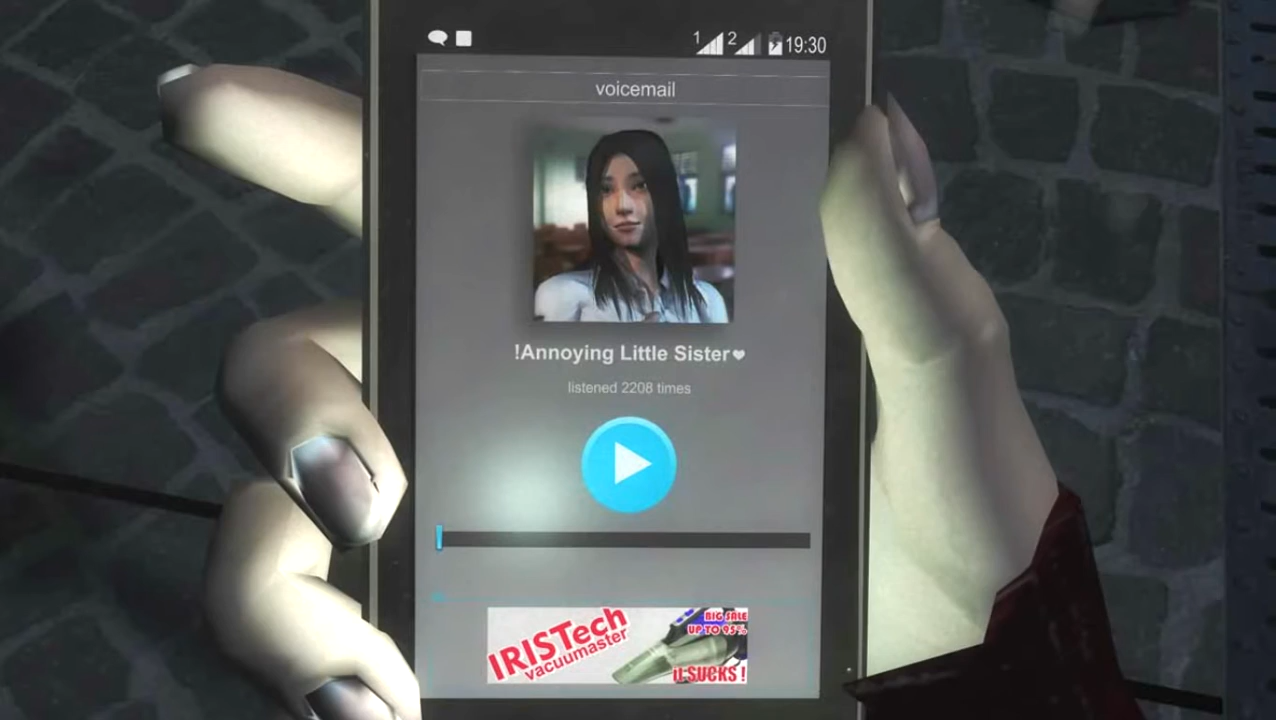 1 2 19:30
voicemail
!Annoying Little Sister♥
listened 2208 times
IRISTech
vacuumaster
BIG SALE
UP TO 95%
it SUCKS !